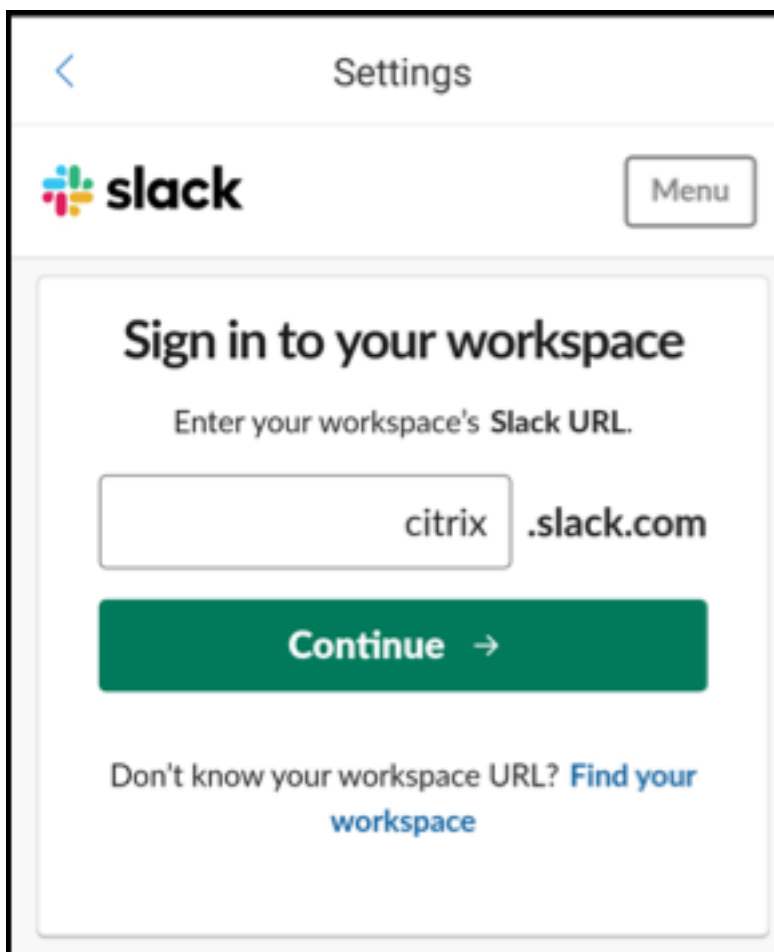 Settings
slack
Menu
Sign in to your workspace
Enter your workspace's Slack URL.
citrix .slack.com
Continue →
Don't know your workspace URL? Find your
workspace